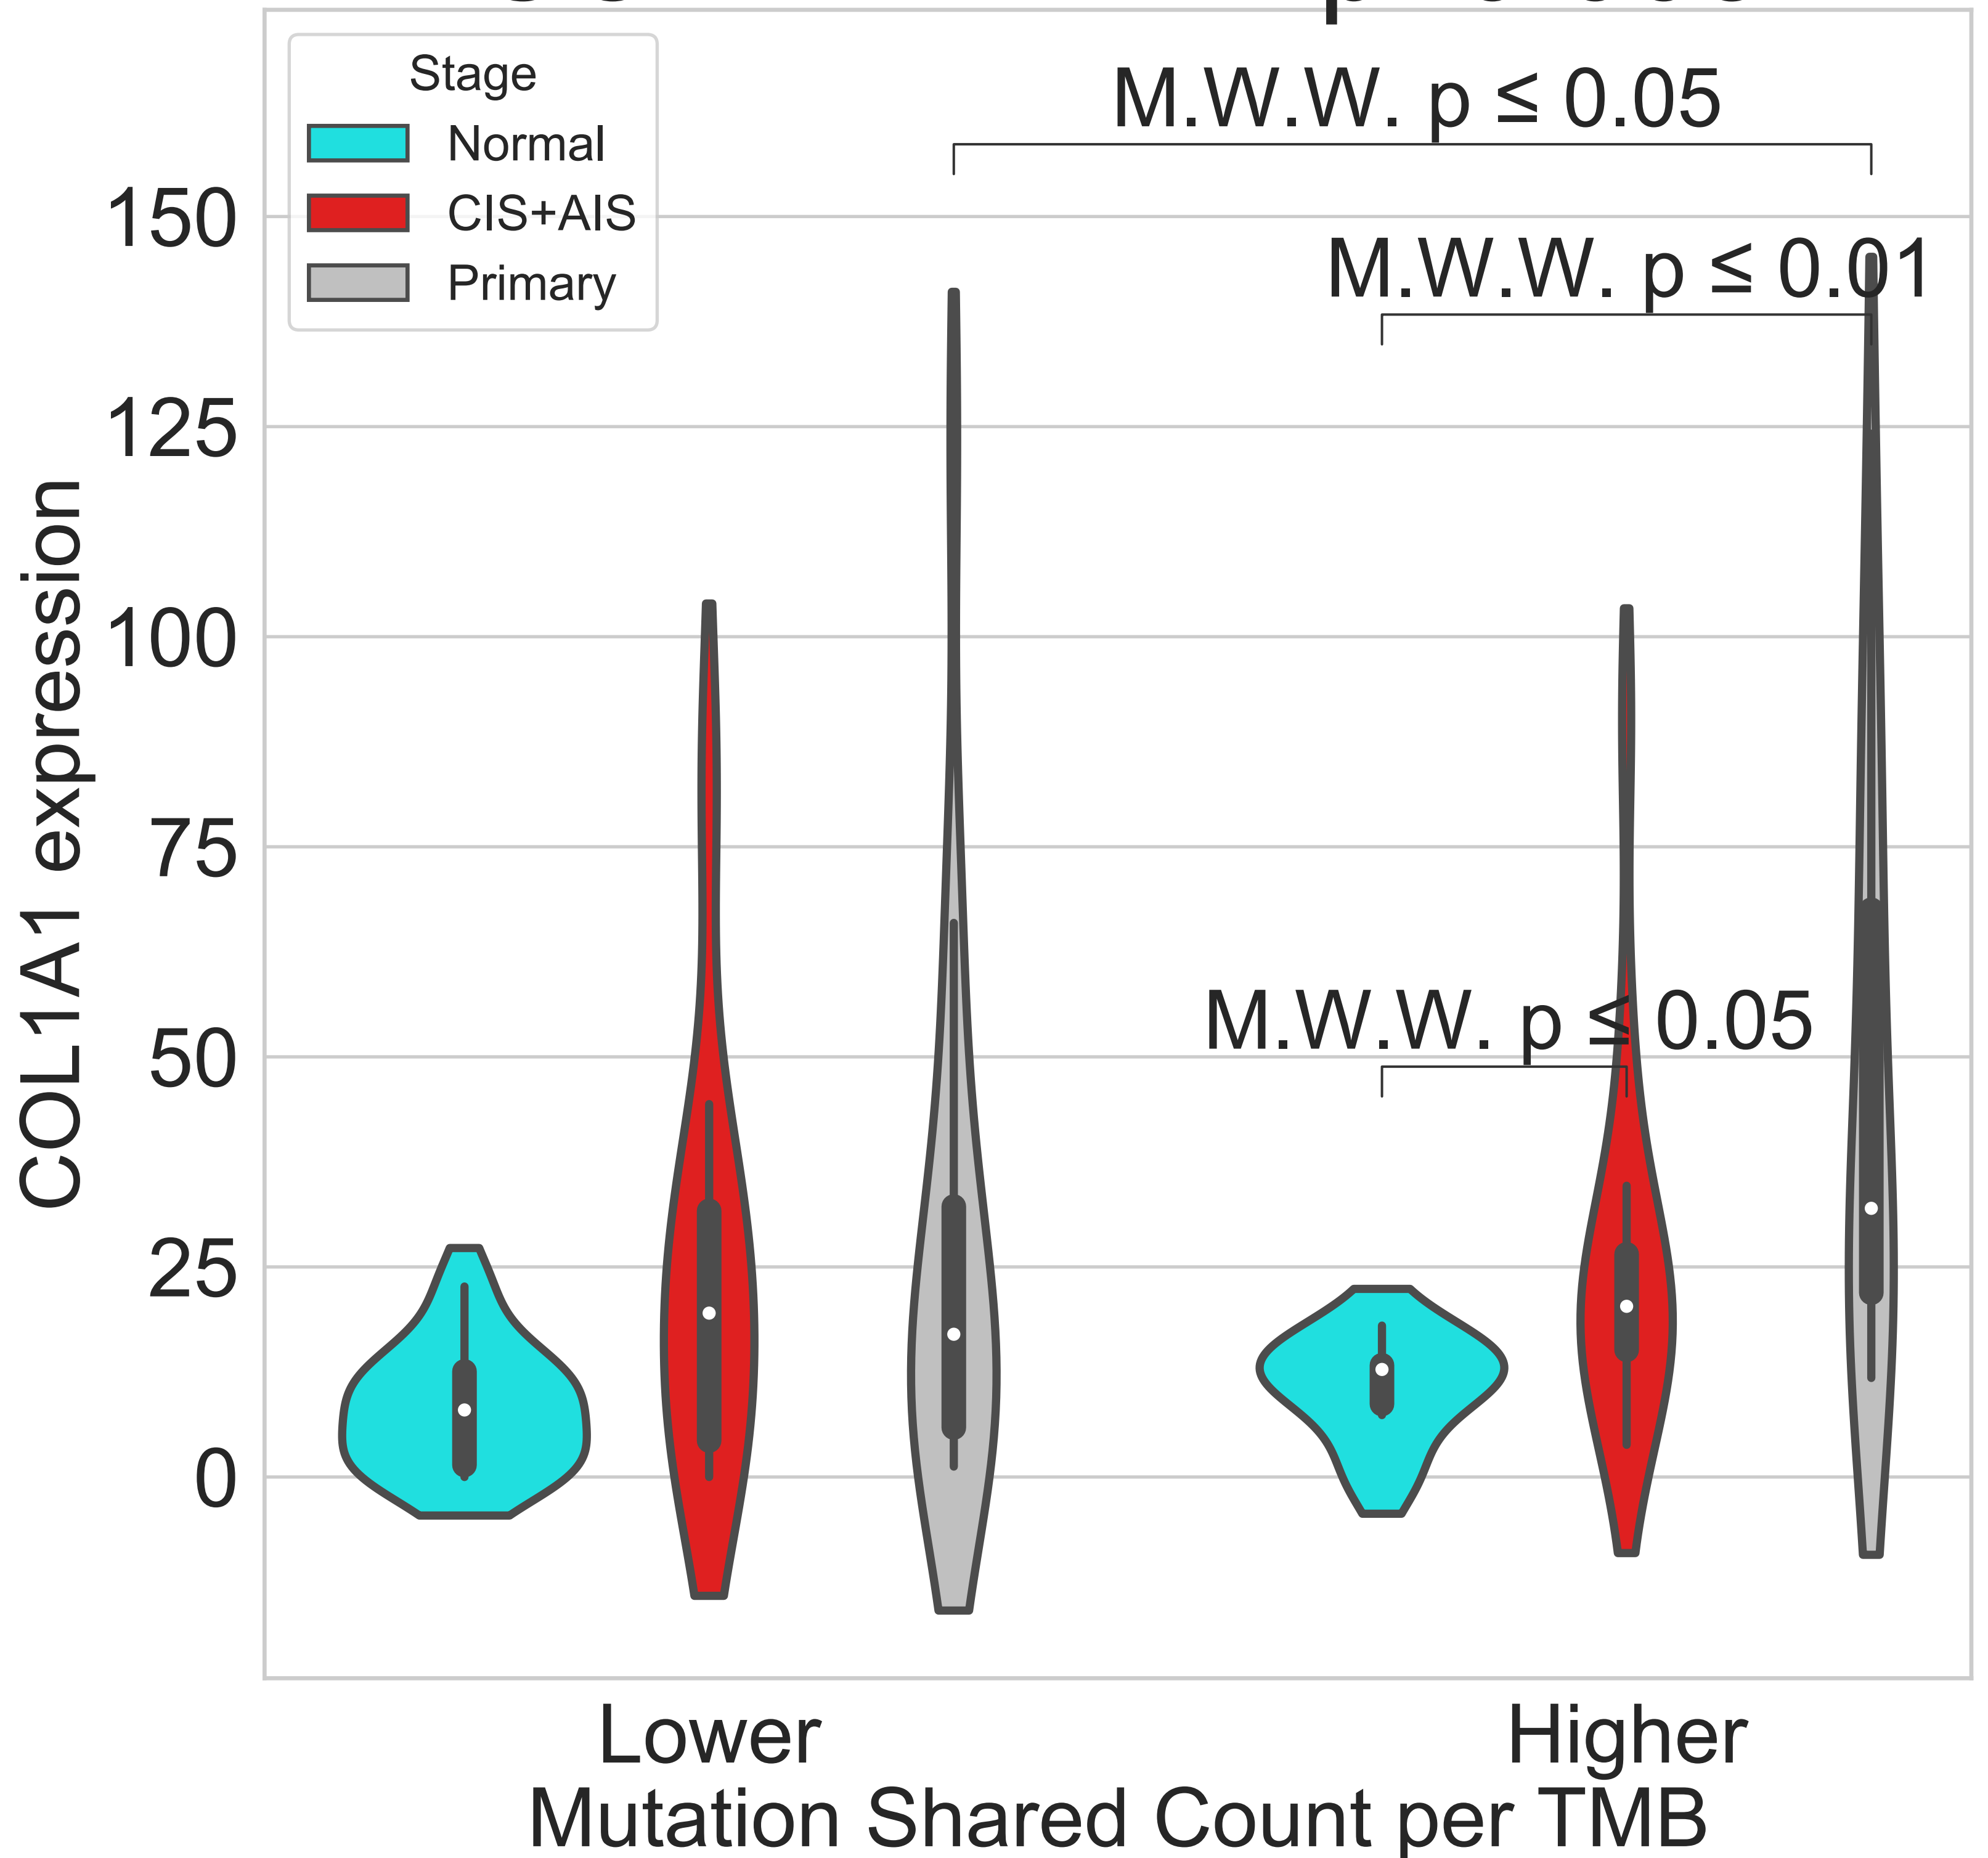 M.W.W. p ≤ 0.05
Stage
Normal
CIS+AIS
Primary
M.W.W. p ≤ 0.01
M.W.W. p ≤ 0.05
150
125
100
75
50
25
0
COL1A1 expression
Lower
Higher
Mutation Shared Count per TMB